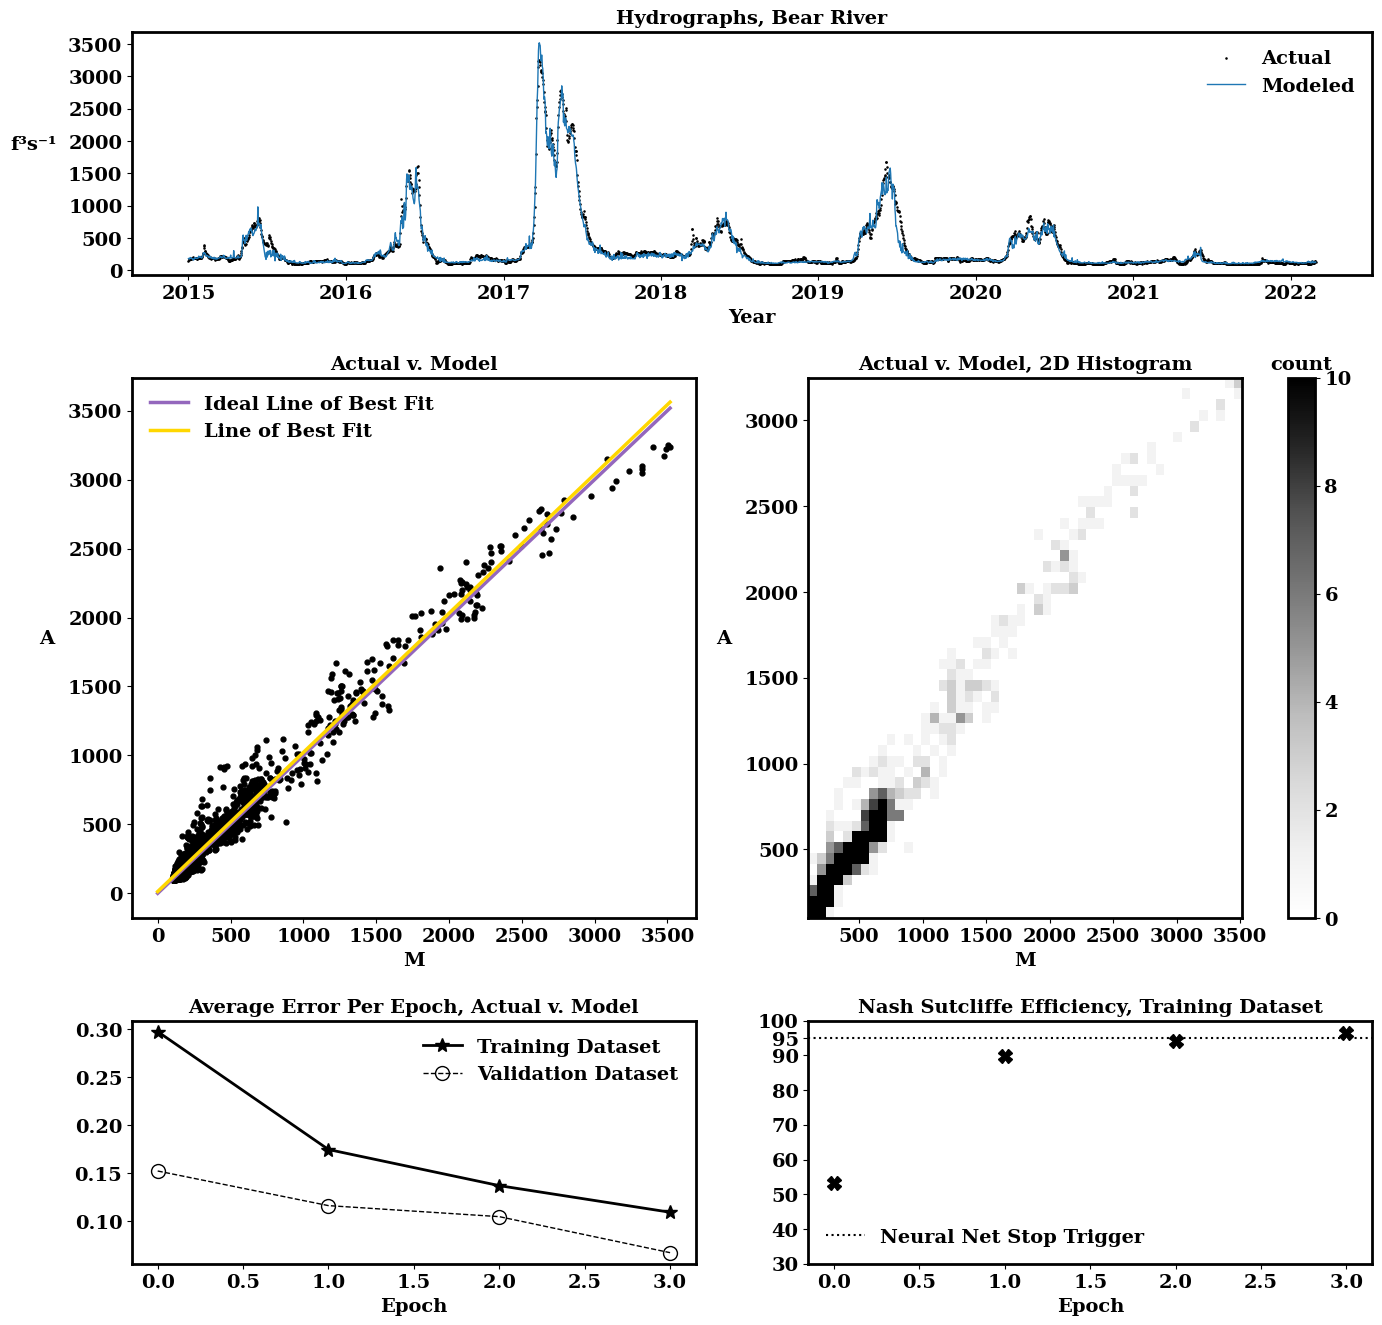 Hydrographs, Bear River
3500
3000
2500
2000
1500
1000
500
0
f³s⁻¹
Actual
Modeled
2015 2016 2017 2018 2019 2020 2021 2022
Year
Actual v. Model
3500
3000
2500
2000
1500
1000
500
0
A
Ideal Line of Best Fit
Line of Best Fit
0 500 1000 1500 2000 2500 3000 3500
M
Actual v. Model, 2D Histogram
3000
2500
2000
1500
1000
500
A
500 1000 1500 2000 2500 3000 3500
M
count
10
8
6
4
2
0
Average Error Per Epoch, Actual v. Model
0.30
0.25
0.20
0.15
0.10
Training Dataset
Validation Dataset
0.0 0.5 1.0 1.5 2.0 2.5 3.0
Epoch
Nash Sutcliffe Efficiency, Training Dataset
100
95
90
80
70
60
50
40
30
Neural Net Stop Trigger
0.0 0.5 1.0 1.5 2.0 2.5 3.0
Epoch